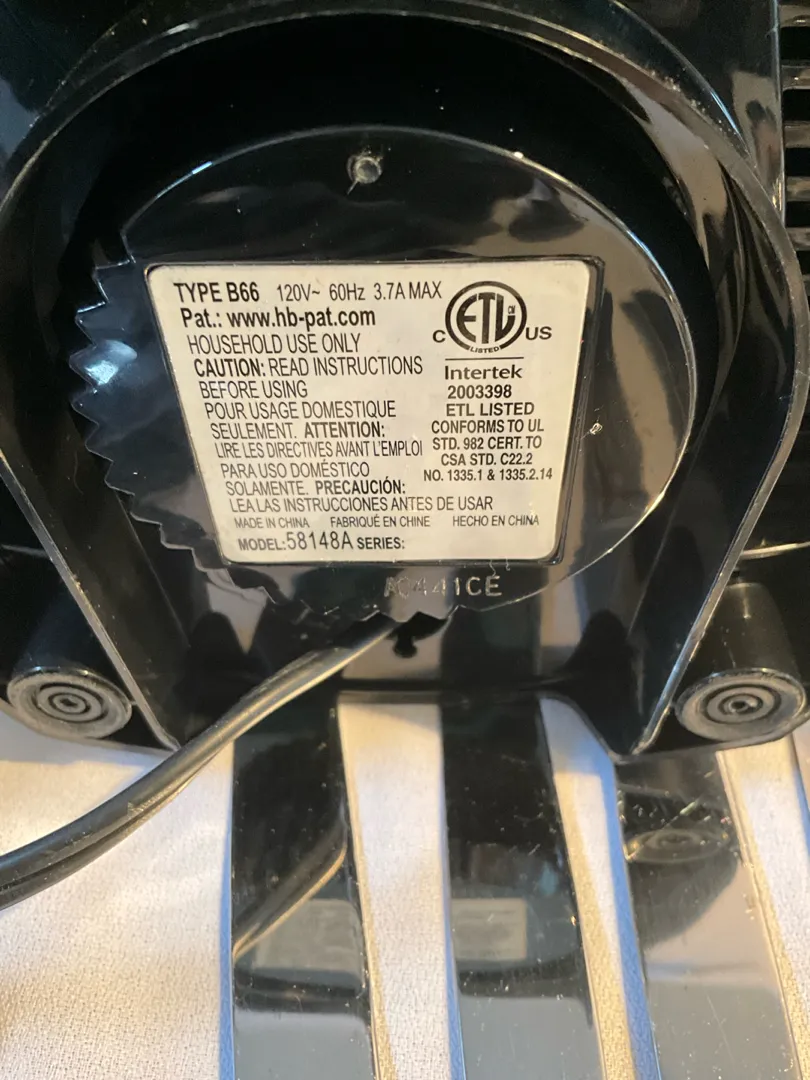 TYPE B66 120V~ 60Hz 3.7A MAX
Pat.: www.hb-pat.com
HOUSEHOLD USE ONLY
CAUTION: READ INSTRUCTIONS
BEFORE USING
POUR USAGE DOMESTIQUE
SEULEMENT. ATTENTION:
LIRE LES DIRECTIVES AVANT L'EMPLOI
PARA USO DOMÉSTICO
SOLAMENTE. PRECAUCIÓN:
LEA LAS INSTRUCCIONES ANTES DE USAR
MADE IN CHINA FABRIQUÉ EN CHINE HECHO EN CHINA
MODEL:58148A SERIES:
ETL CM
LISTED
C US
Intertek
2003398
ETL LISTED
CONFORMS TO UL
STD. 982 CERT. TO
CSA STD. C22.2
NO. 1335.1 & 1335.2.14